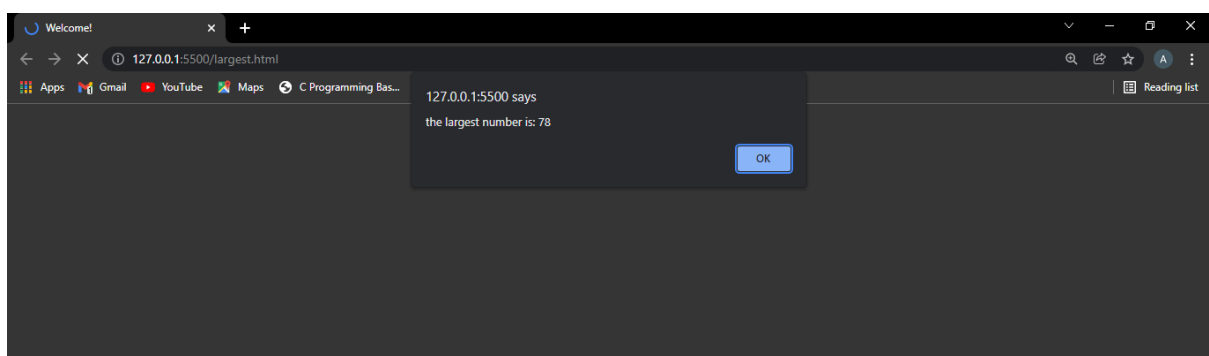 Welcome!
127.0.0.1:5500/largest.html
A
Apps Gmail YouTube Maps C Programming Bas... Reading list
127.0.0.1:5500 says
the largest number is: 78
OK